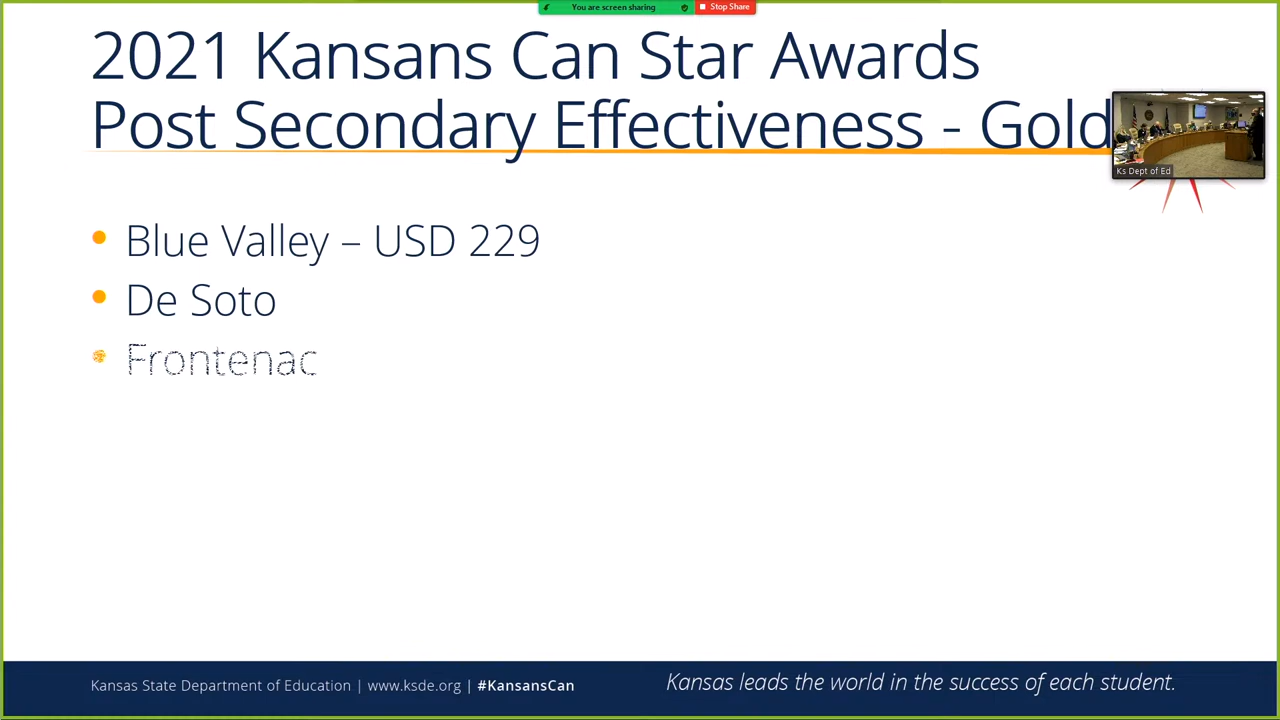 You are screen sharing
Stop Share
2021 Kansans Can Star Awards
Post Secondary Effectiveness - Gold
Ks Dept of Ed
Blue Valley – USD 229
De Soto
Frontenac
Kansas State Department of Education | www.ksde.org | #KansansCan
Kansas leads the world in the success of each student.